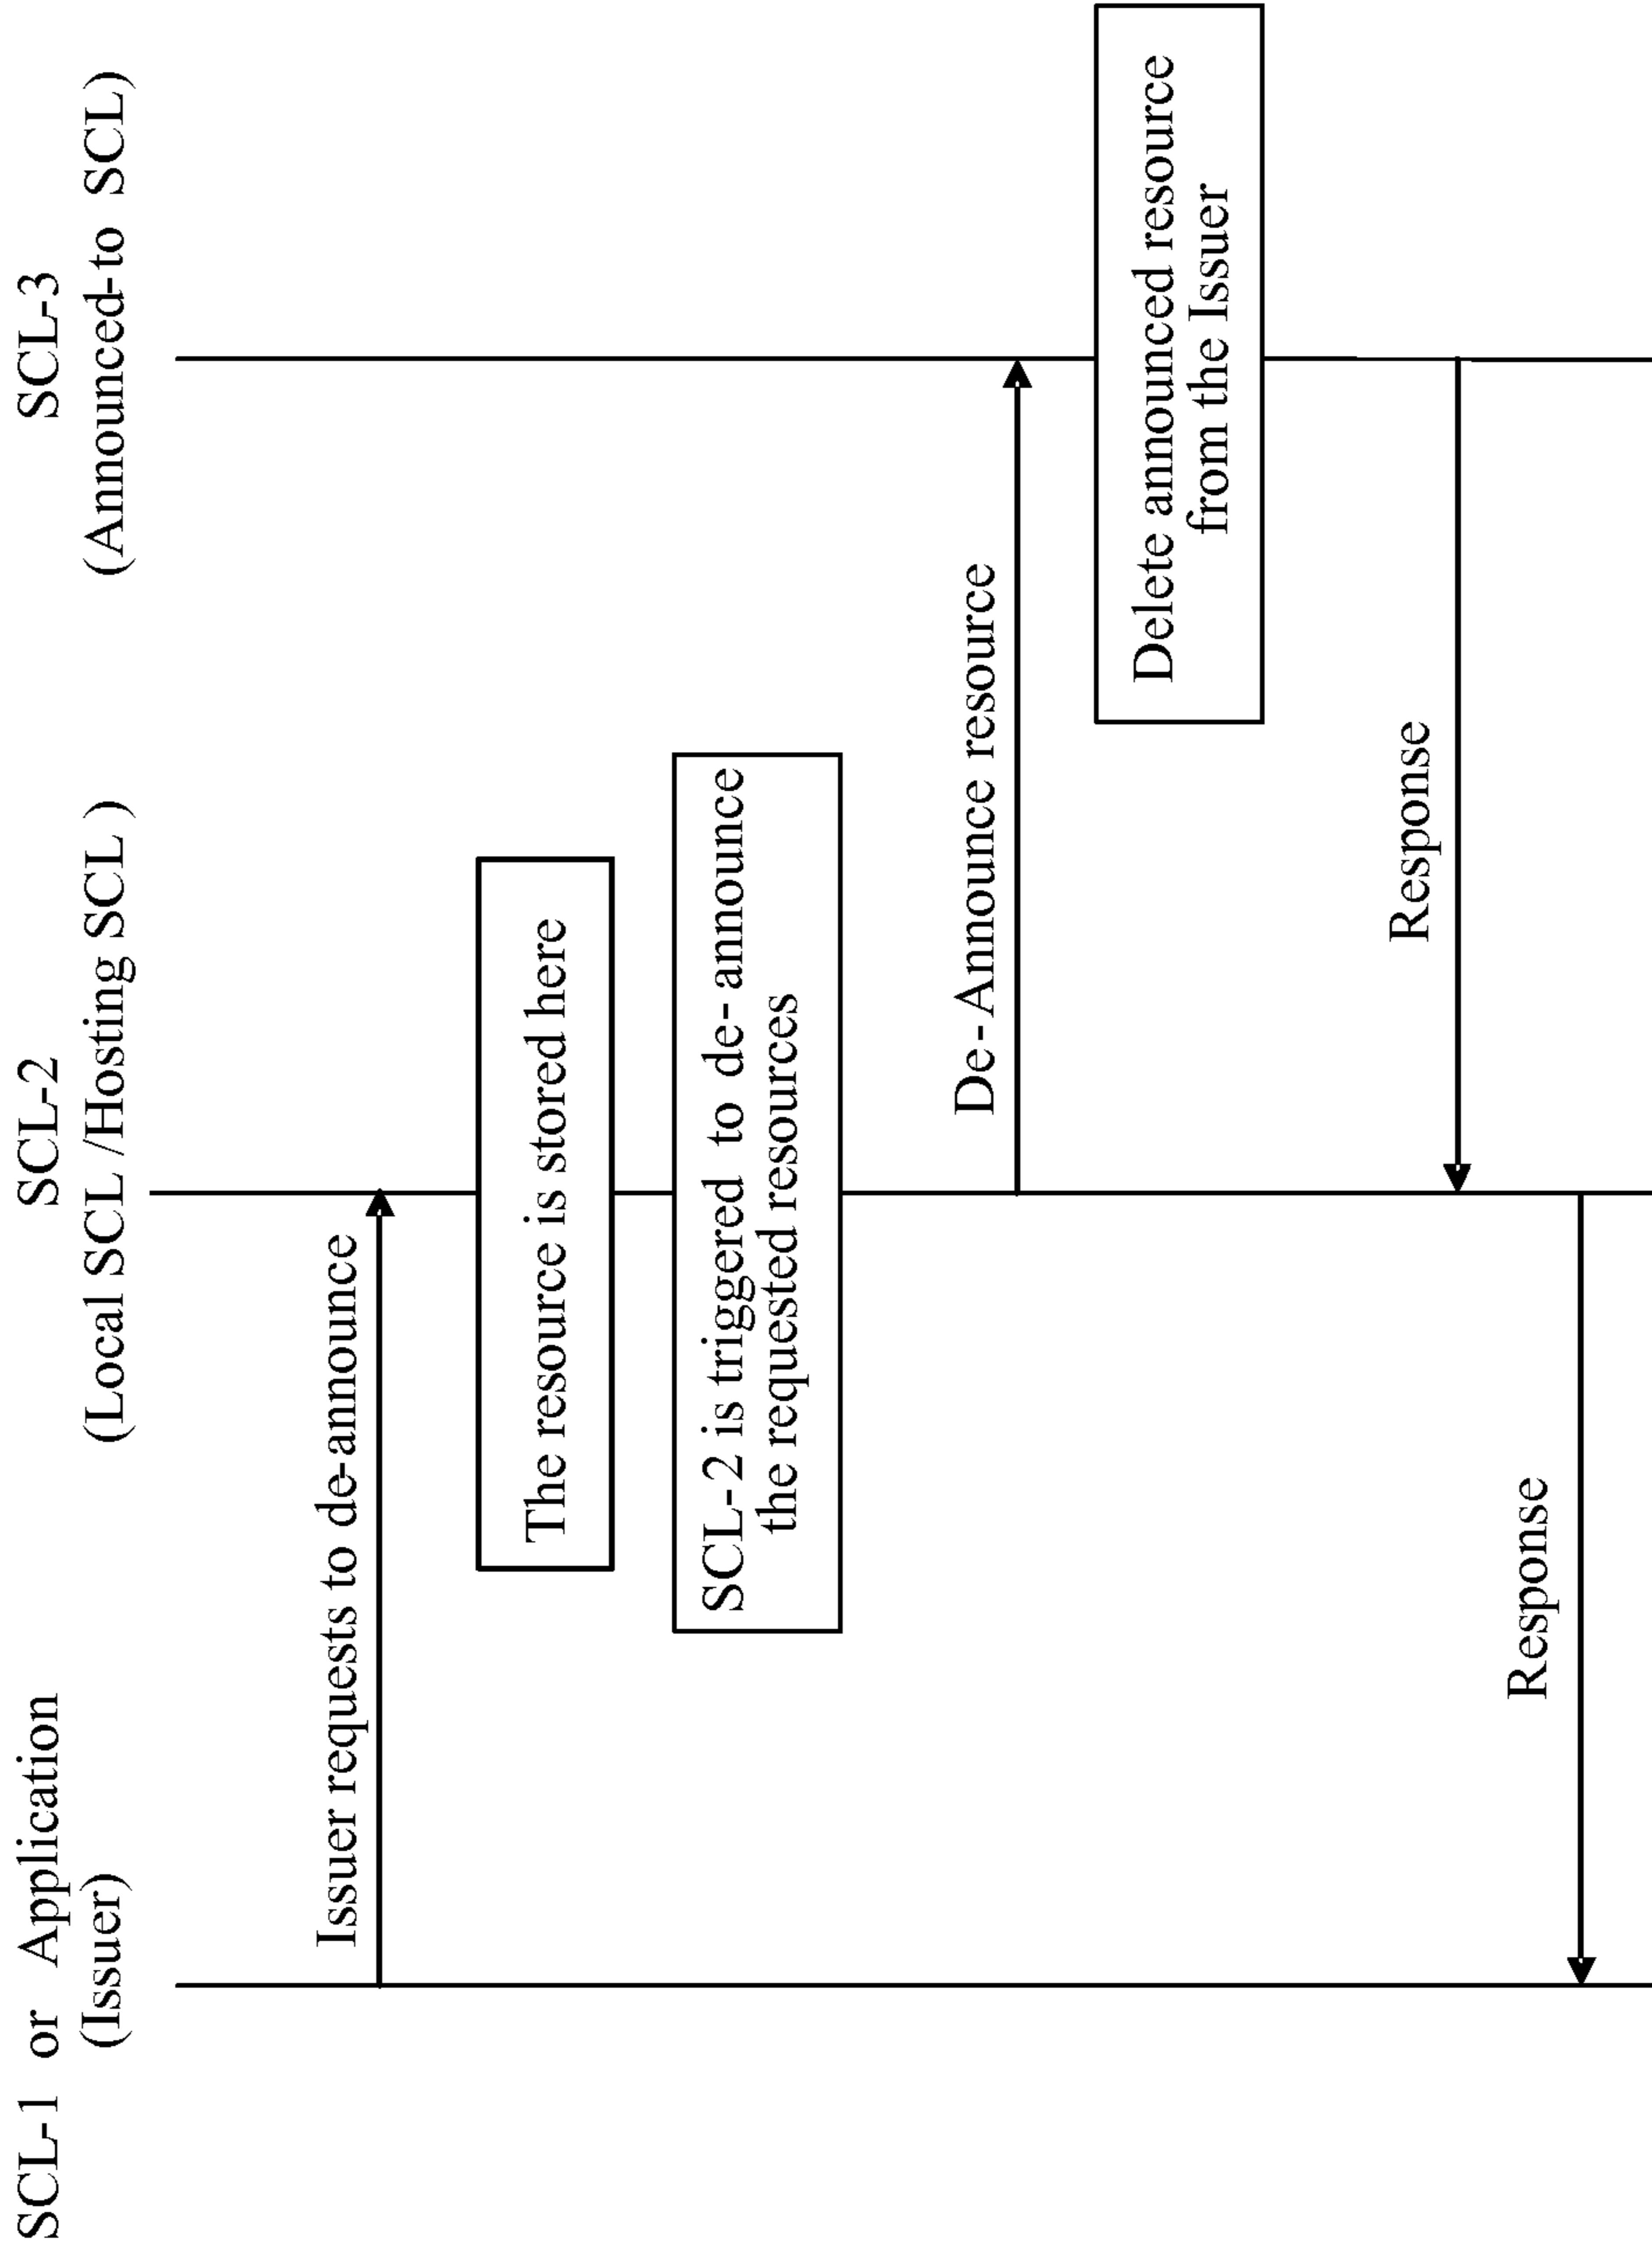 SCL-1 or Application
(Issuer)
SCL-2
(Local SCL /Hosting SCL )
SCL-3
(Announced-to SCL)
Issuer requests to de-announce
The resource is stored here
SCL-2 is triggered to de-announce
the requested resources
De-Announce resource
Delete announced resource
from the Issuer
Response
Response